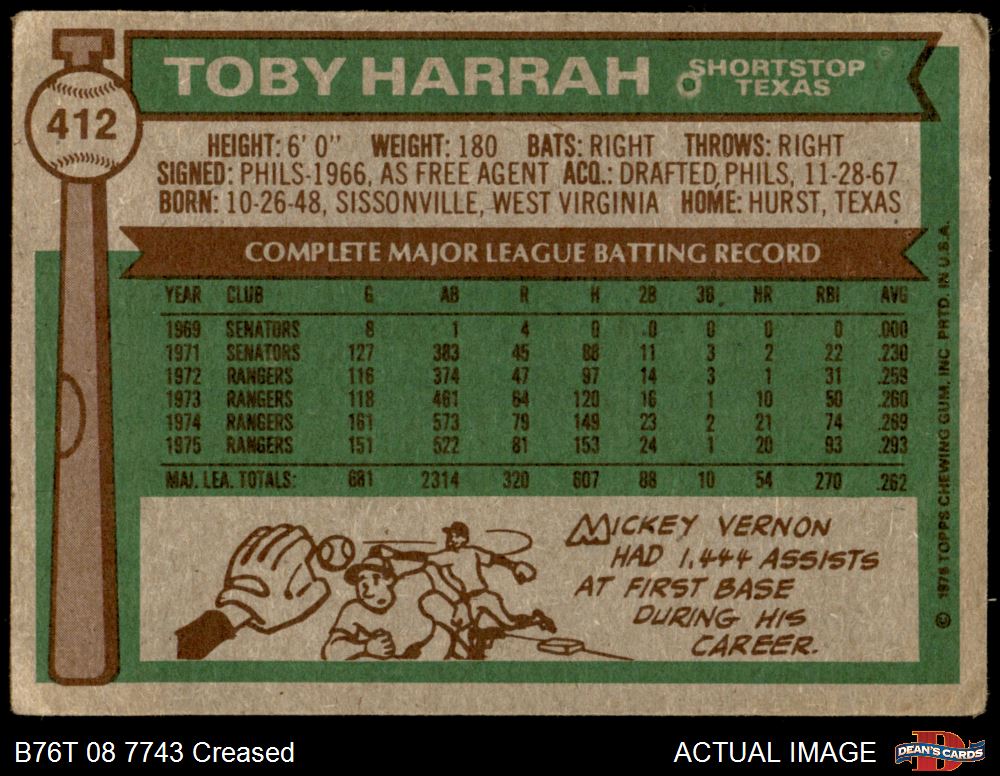 412
TOBY HARRAH
SHORTSTOP
TEXAS
HEIGHT: 6' 0" WEIGHT: 180 BATS: RIGHT THROWS: RIGHT
SIGNED: PHILS-1966, AS FREE AGENT ACQ.: DRAFTED, PHILS, 11-28-67
BORN: 10-26-48, SISSONVILLE, WEST VIRGINIA HOME: HURST, TEXAS
COMPLETE MAJOR LEAGUE BATTING RECORD
YEAR CLUB G AB R H 2B 3B HR RBI AVG
1969 SENATORS 8 1 4 0 0 0 0 0 .000
1971 SENATORS 127 383 45 88 11 3 2 22 .230
1972 RANGERS 116 374 47 97 14 3 1 31 .259
1973 RANGERS 118 461 64 120 16 1 10 50 .260
1974 RANGERS 161 573 79 149 23 2 21 74 .269
1975 RANGERS 151 522 81 153 24 1 20 93 .293
MAJ. LEA. TOTALS: 681 2314 320 607 88 10 54 270 .262
MICKEY VERNON
HAD 1,444 ASSISTS
AT FIRST BASE
DURING HIS
CAREER.
© 1976 TOPPS CHEWING GUM, INC PRTD. IN U.S.A.
B76T 08 7743 Creased
ACTUAL IMAGE
D
DEAN'S CARDS